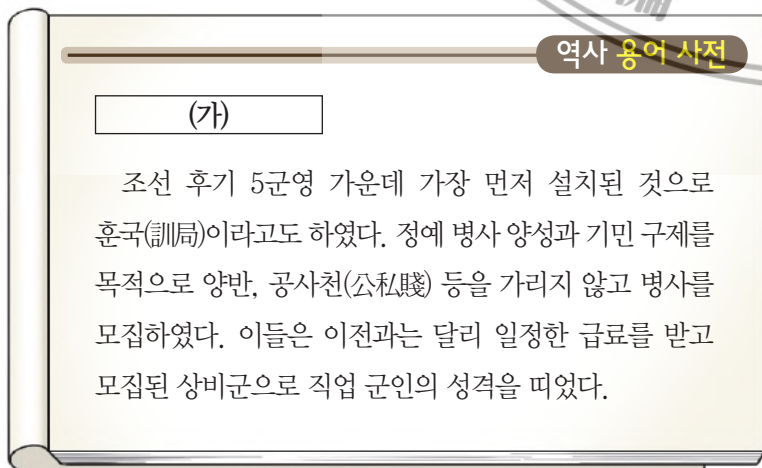 역사 용어 사전
(가)
조선 후기 5군영 가운데 가장 먼저 설치된 것으로
훈국(訓局)이라고도 하였다. 정예 병사 양성과 기민 구제를
목적으로 양반, 공사천(公私賤) 등을 가리지 않고 병사를
모집하였다. 이들은 이전과는 달리 일정한 급료를 받고
모집된 상비군으로 직업 군인의 성격을 띠었다.